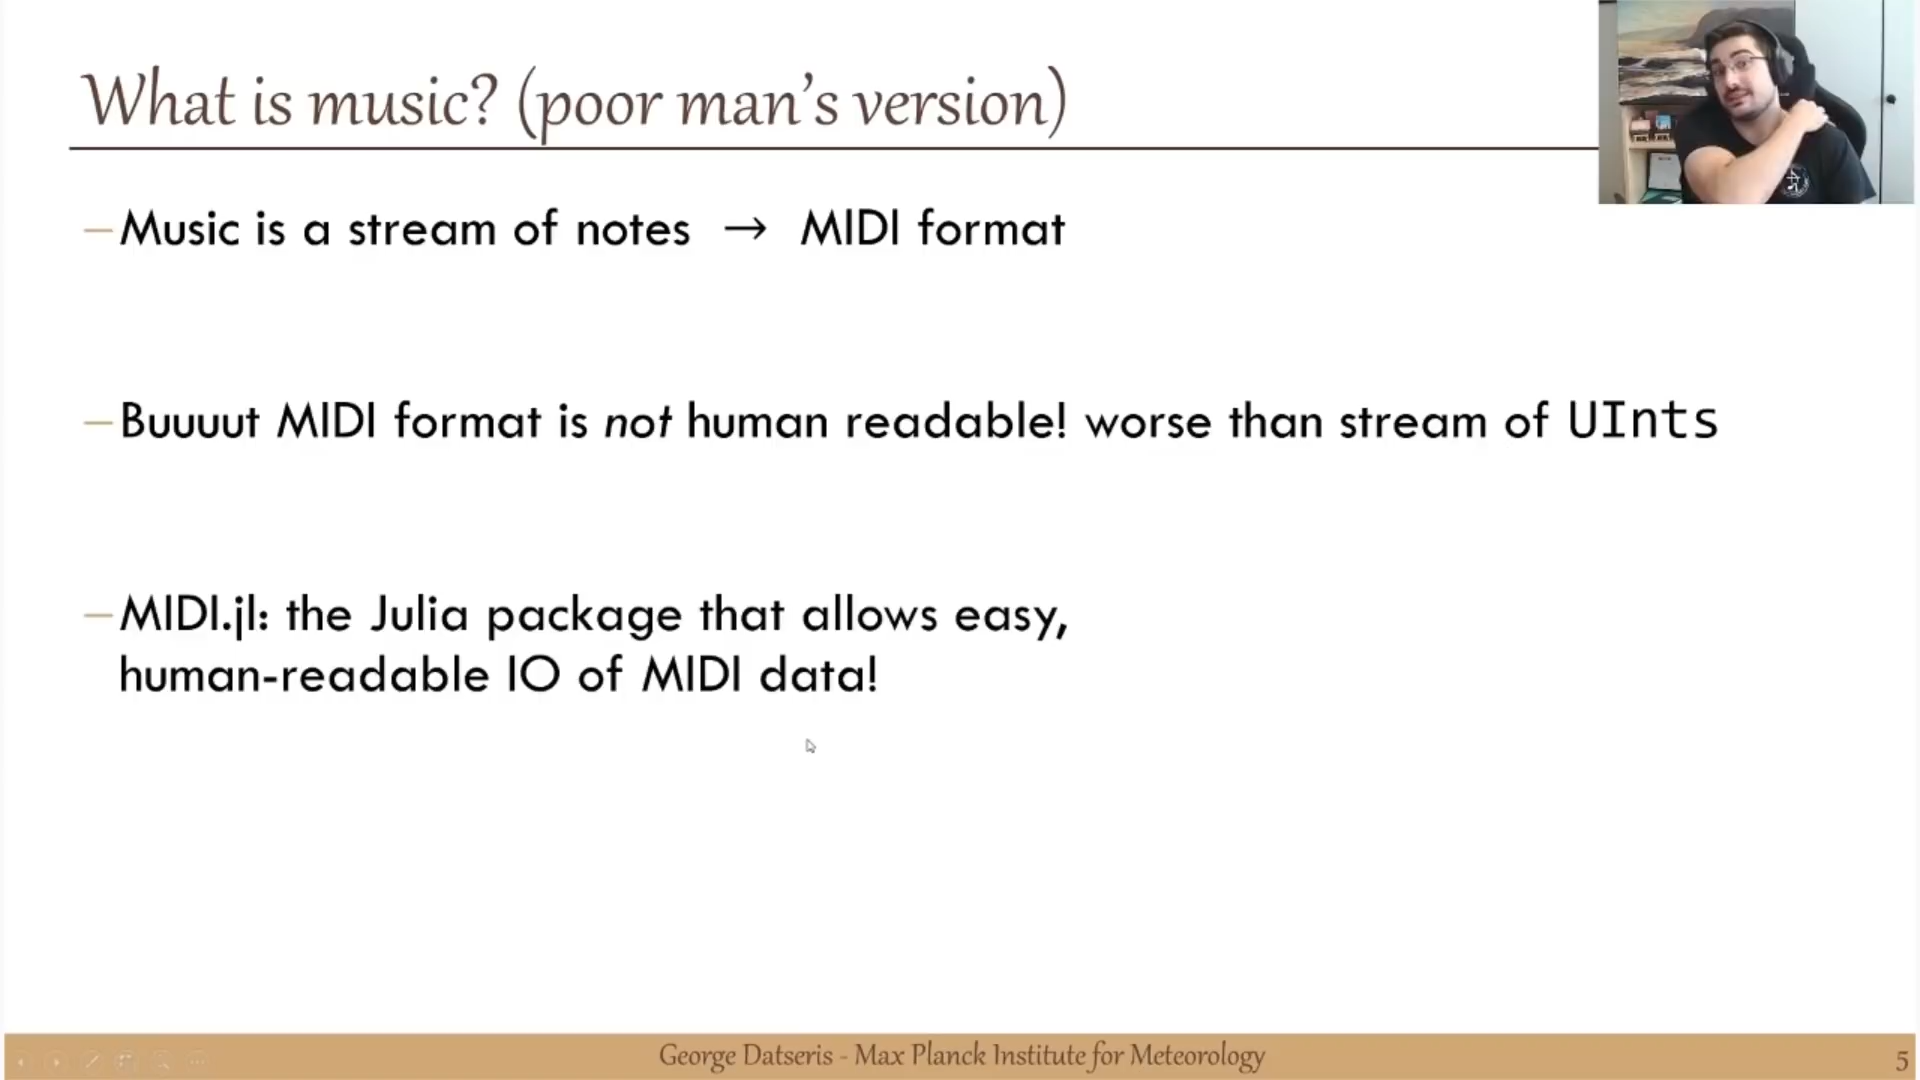 What is music? (poor man's version)
– Music is a stream of notes → MIDI format
– Buuuut MIDI format is not human readable! worse than stream of UInts
– MIDI.jl: the Julia package that allows easy,
human-readable IO of MIDI data!
George Datseris - Max Planck Institute for Meteorology
5